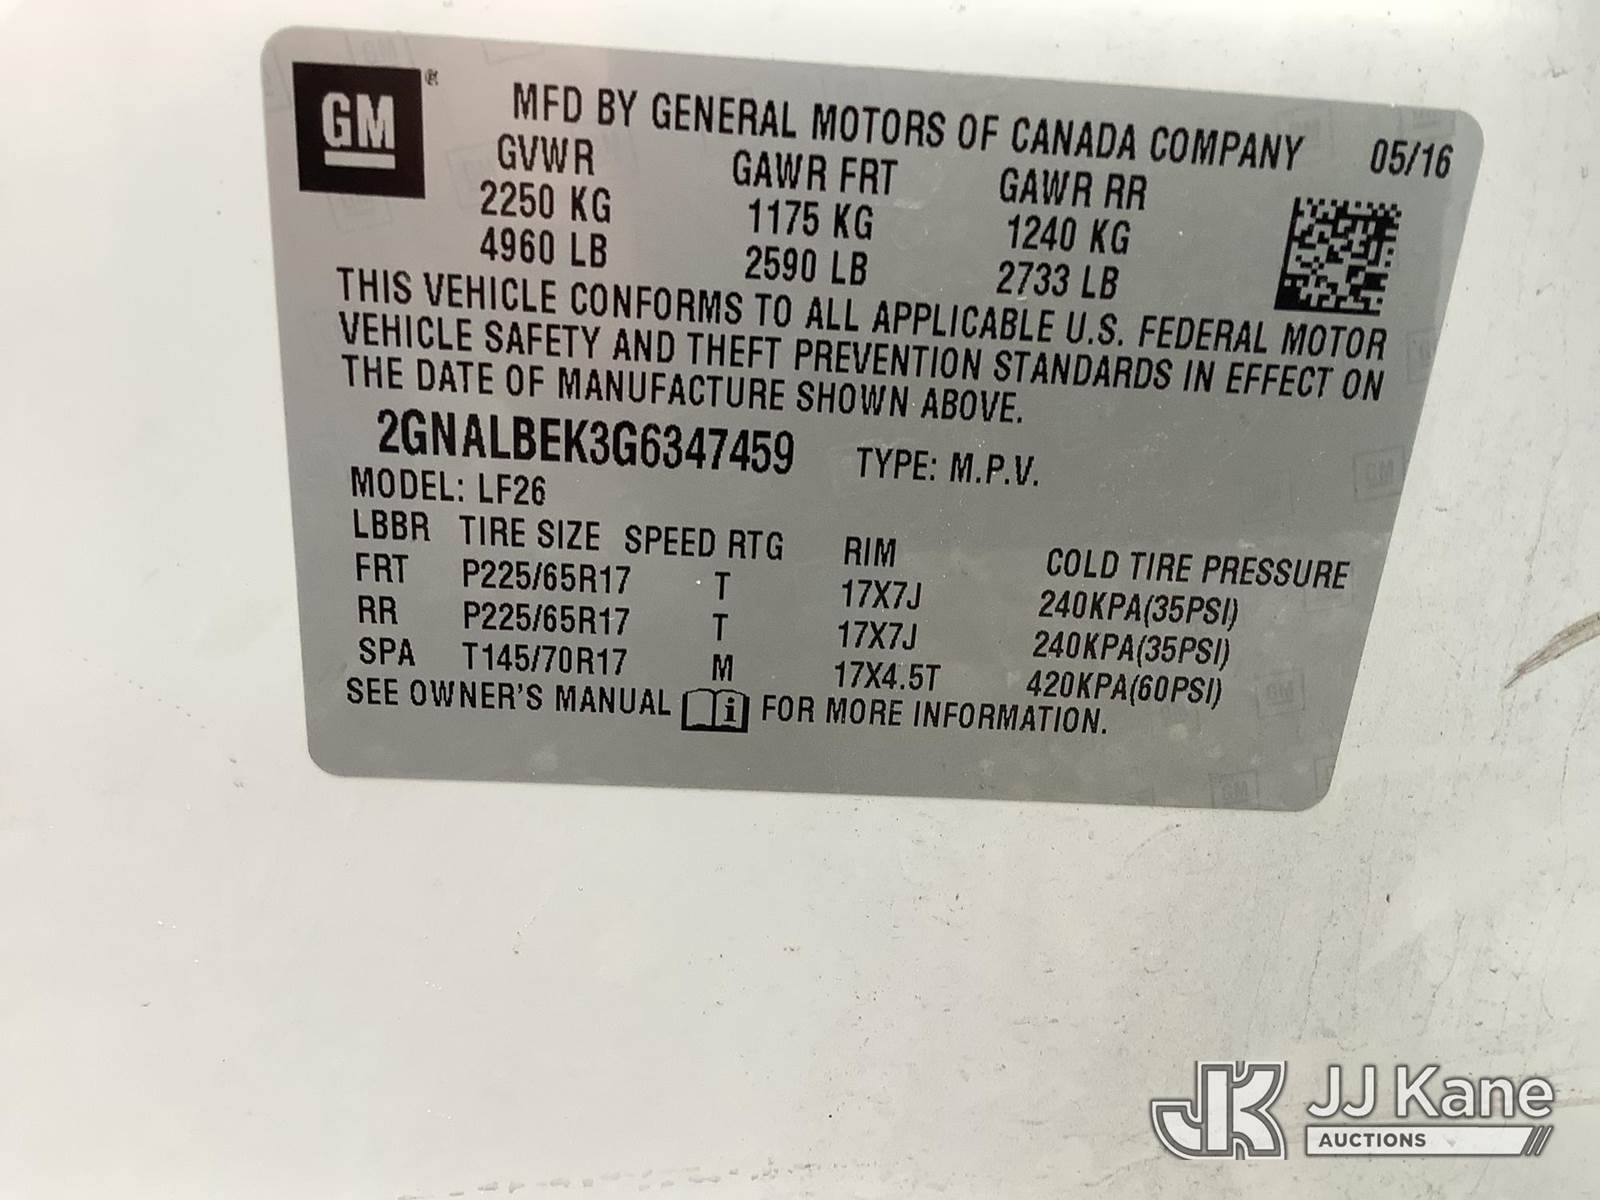 GM ®
MFD BY GENERAL MOTORS OF CANADA COMPANY 05/16
GVWR GAWR FRT GAWR RR
2250 KG 1175 KG 1240 KG
4960 LB 2590 LB 2733 LB
THIS VEHICLE CONFORMS TO ALL APPLICABLE U.S. FEDERAL MOTOR
VEHICLE SAFETY AND THEFT PREVENTION STANDARDS IN EFFECT ON
THE DATE OF MANUFACTURE SHOWN ABOVE.
2GNALBEK3G6347459 TYPE: M.P.V.
MODEL: LF26
LBBR TIRE SIZE SPEED RTG RIM COLD TIRE PRESSURE
FRT P225/65R17 T 17X7J 240KPA(35PSI)
RR P225/65R17 T 17X7J 240KPA(35PSI)
SPA T145/70R17 M 17X4.5T 420KPA(60PSI)
SEE OWNER'S MANUAL i FOR MORE INFORMATION.
JK JJ Kane
AUCTIONS